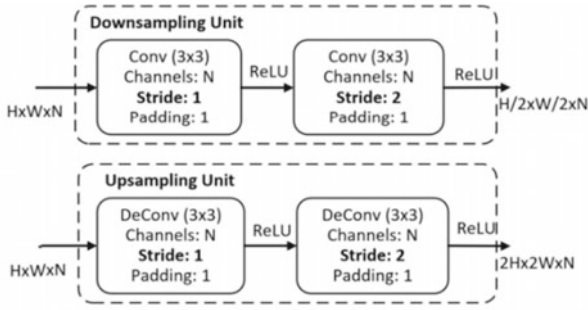 Downsampling Unit
Conv (3x3)
Channels: N
Stride: 1
Padding: 1
ReLU
Conv (3x3)
Channels: N
Stride: 2
Padding: 1
ReLU
HxWxN
H/2xW/2xN
Upsampling Unit
DeConv (3x3)
Channels: N
Stride: 1
Padding: 1
ReLU
DeConv (3x3)
Channels: N
Stride: 2
Padding: 1
ReLU
HxWxN
2Hx2WxN